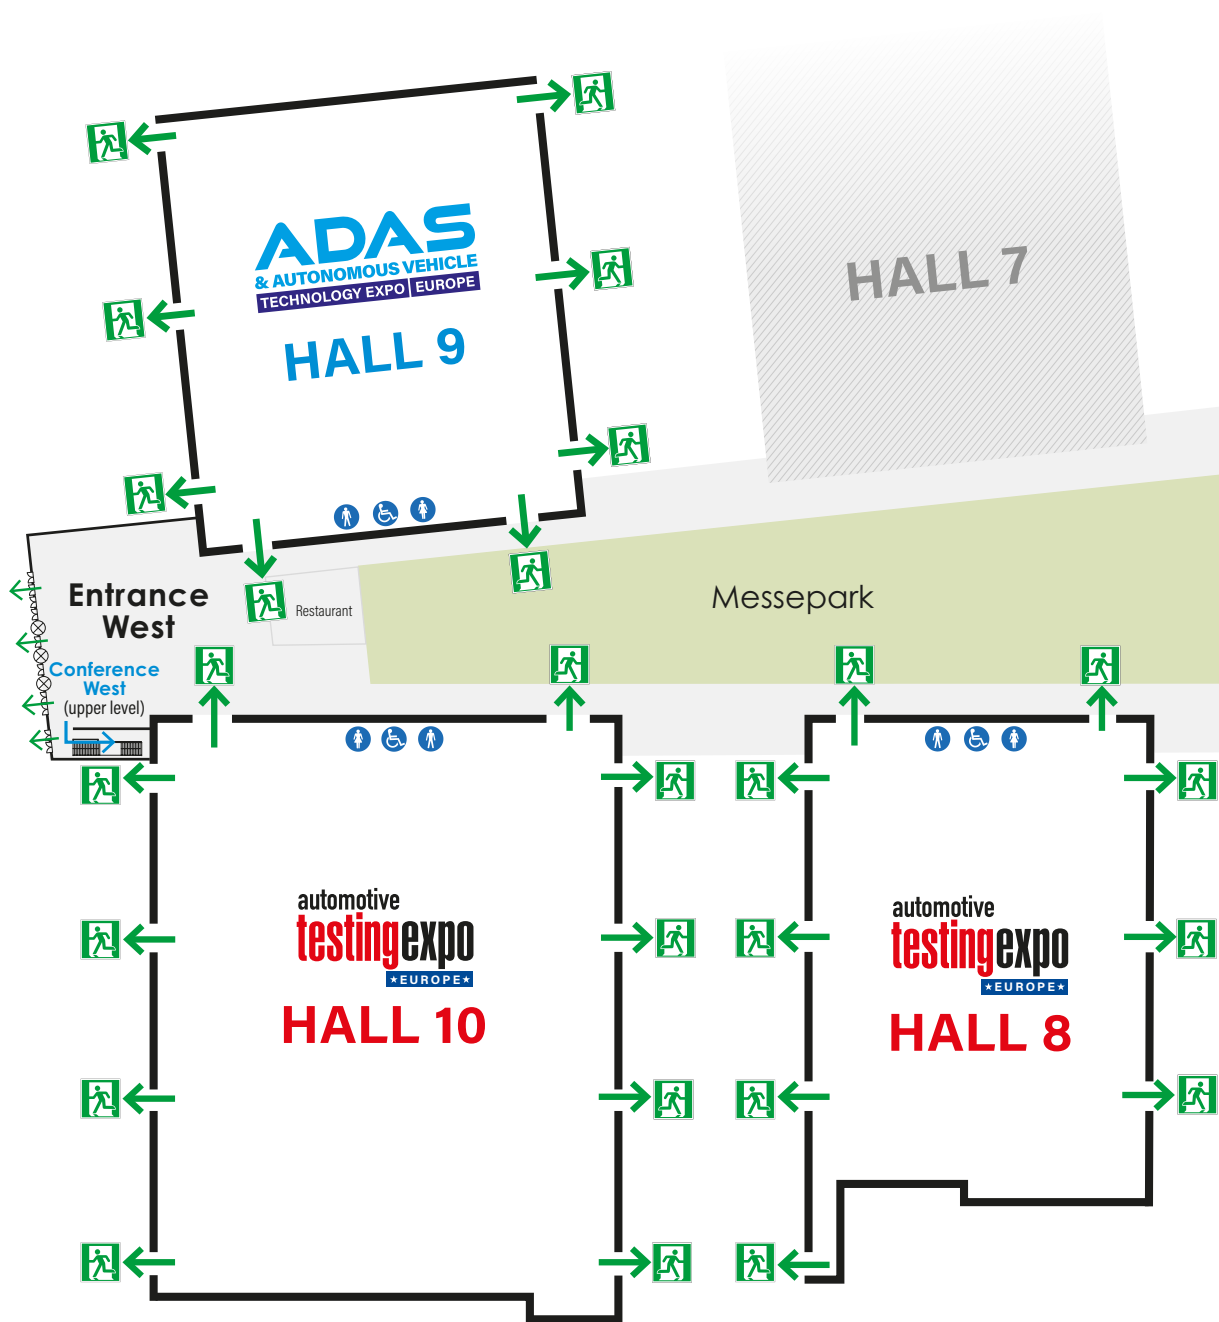 ADAS
& AUTONOMOUS VEHICLE
TECHNOLOGY EXPO EUROPE
HALL 9
HALL 7
Entrance
West
Restaurant
Messepark
Conference
West
(upper level)
automotive
testingexpo
★EUROPE★
HALL 10
automotive
testingexpo
★EUROPE★
HALL 8